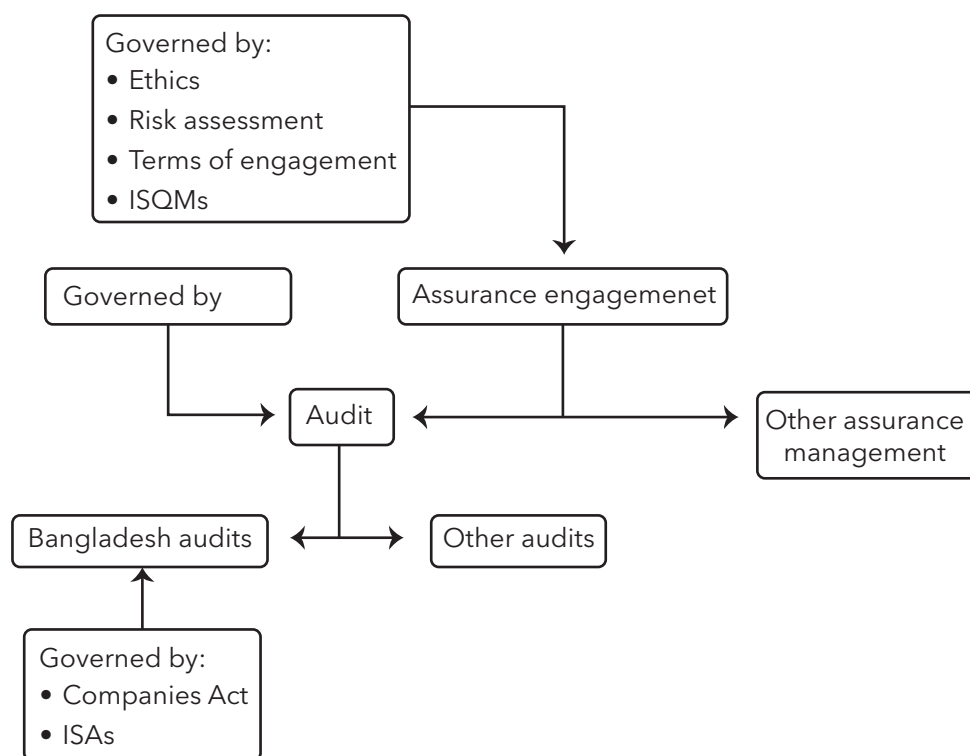 Governed by:
• Ethics
• Risk assessment
• Terms of engagement
• ISQMs
Governed by
Assurance engagemenet
Audit
Other assurance
management
Bangladesh audits
Other audits
Governed by:
• Companies Act
• ISAs